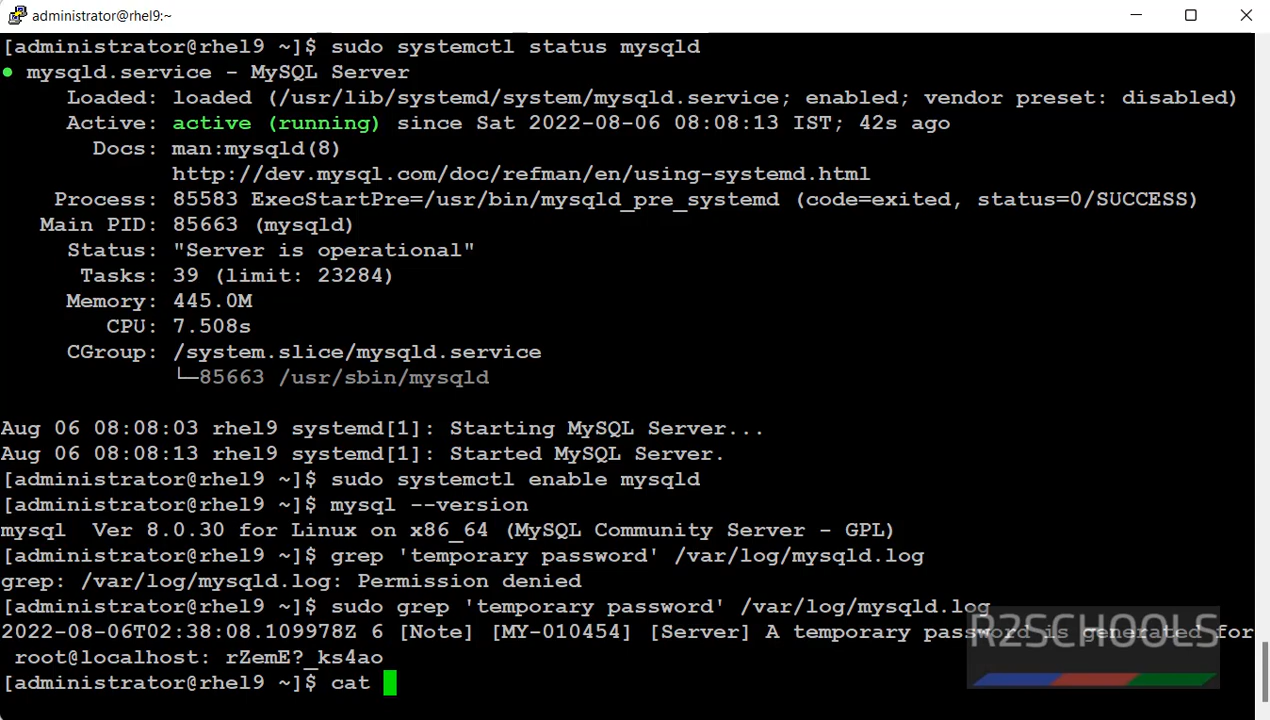 administrator@rhel9:~
[administrator@rhel9 ~]$ sudo systemctl status mysqld
● mysqld.service - MySQL Server
Loaded: loaded (/usr/lib/systemd/system/mysqld.service; enabled; vendor preset: disabled)
Active: active (running) since Sat 2022-08-06 08:08:13 IST; 42s ago
Docs: man:mysqld(8)
http://dev.mysql.com/doc/refman/en/using-systemd.html
Process: 85583 ExecStartPre=/usr/bin/mysqld_pre_systemd (code=exited, status=0/SUCCESS)
Main PID: 85663 (mysqld)
Status: "Server is operational"
Tasks: 39 (limit: 23284)
Memory: 445.0M
CPU: 7.508s
CGroup: /system.slice/mysqld.service
└─85663 /usr/sbin/mysqld
Aug 06 08:08:03 rhel9 systemd[1]: Starting MySQL Server...
Aug 06 08:08:13 rhel9 systemd[1]: Started MySQL Server.
[administrator@rhel9 ~]$ sudo systemctl enable mysqld
[administrator@rhel9 ~]$ mysql --version
mysql  Ver 8.0.30 for Linux on x86_64 (MySQL Community Server - GPL)
[administrator@rhel9 ~]$ grep 'temporary password' /var/log/mysqld.log
grep: /var/log/mysqld.log: Permission denied
[administrator@rhel9 ~]$ sudo grep 'temporary password' /var/log/mysqld.log
2022-08-06T02:38:08.109978Z 6 [Note] [MY-010454] [Server] A temporary password is generated for
root@localhost: rZemE?_ks4ao
[administrator@rhel9 ~]$ cat
R2SCHOOLS